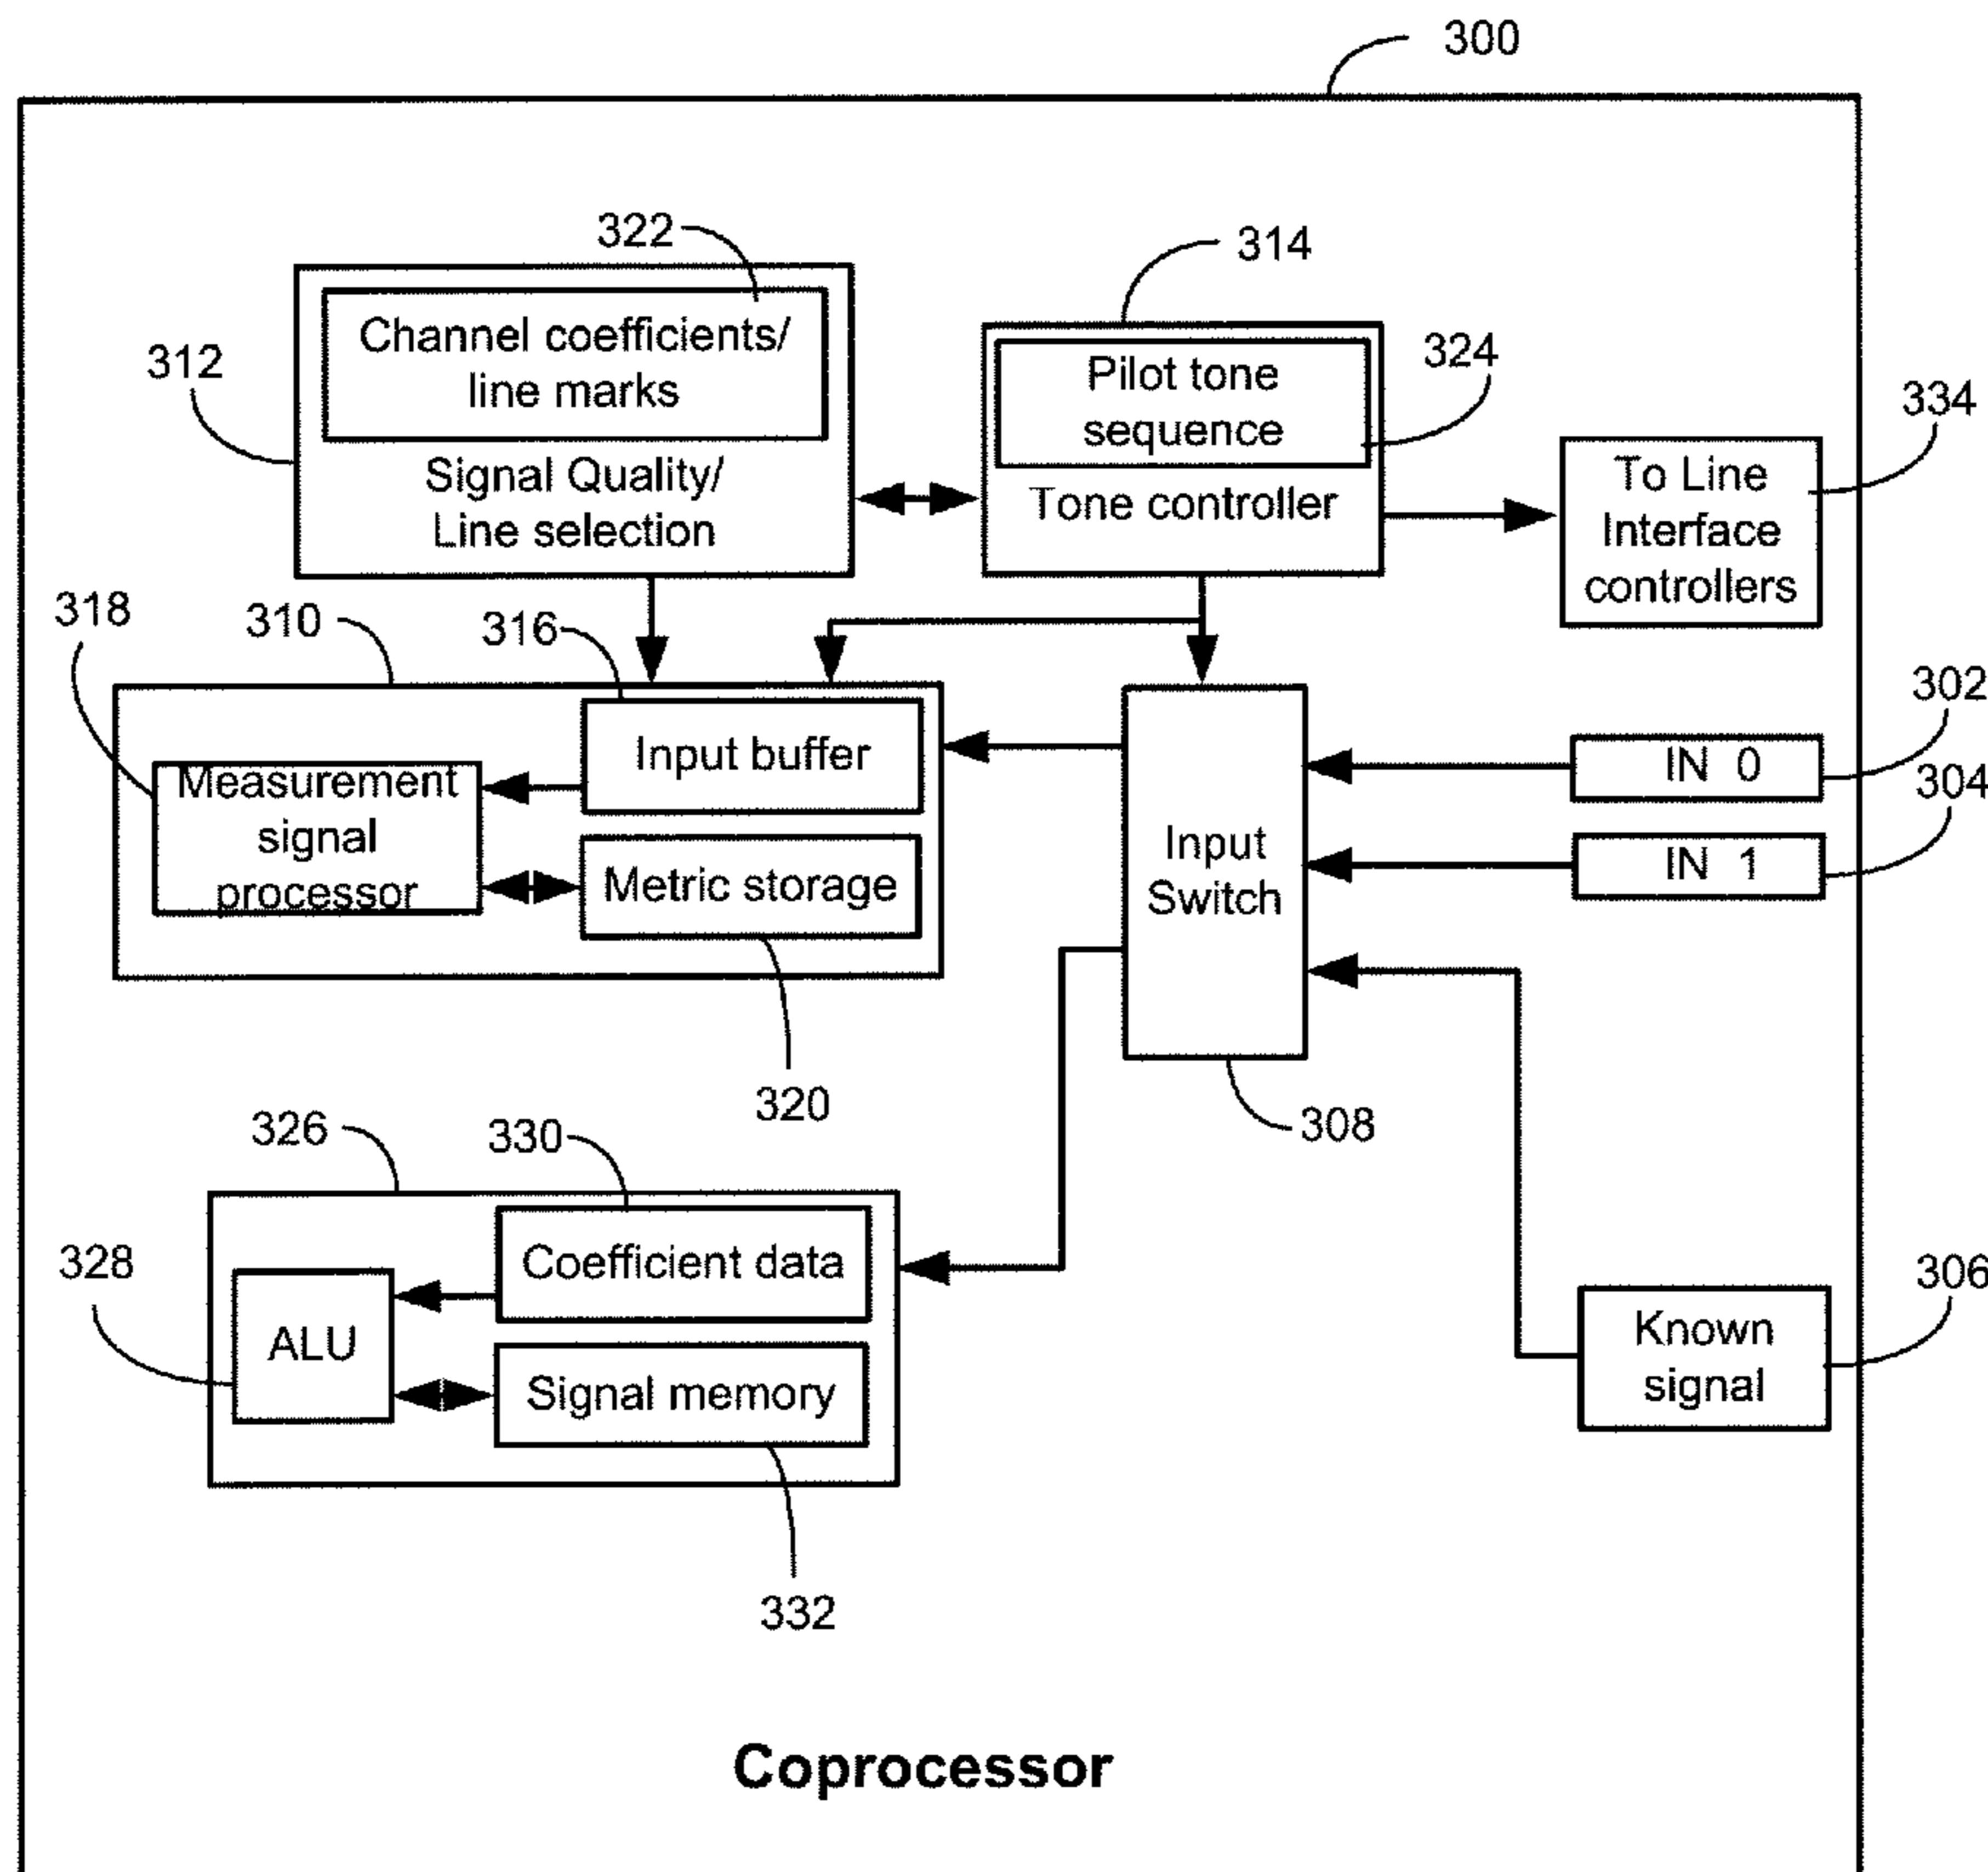 300
322
314
Channel coefficients/
line marks
312
Pilot tone
sequence
324
334
Signal Quality/
Line selection
Tone controller
To Line
Interface
controllers
318
310
316
302
Input buffer
IN 0
304
Measurement
signal
processor
Input
Switch
IN 1
Metric storage
320
308
326
330
328
Coefficient data
306
ALU
Known
signal
Signal memory
332
Coprocessor